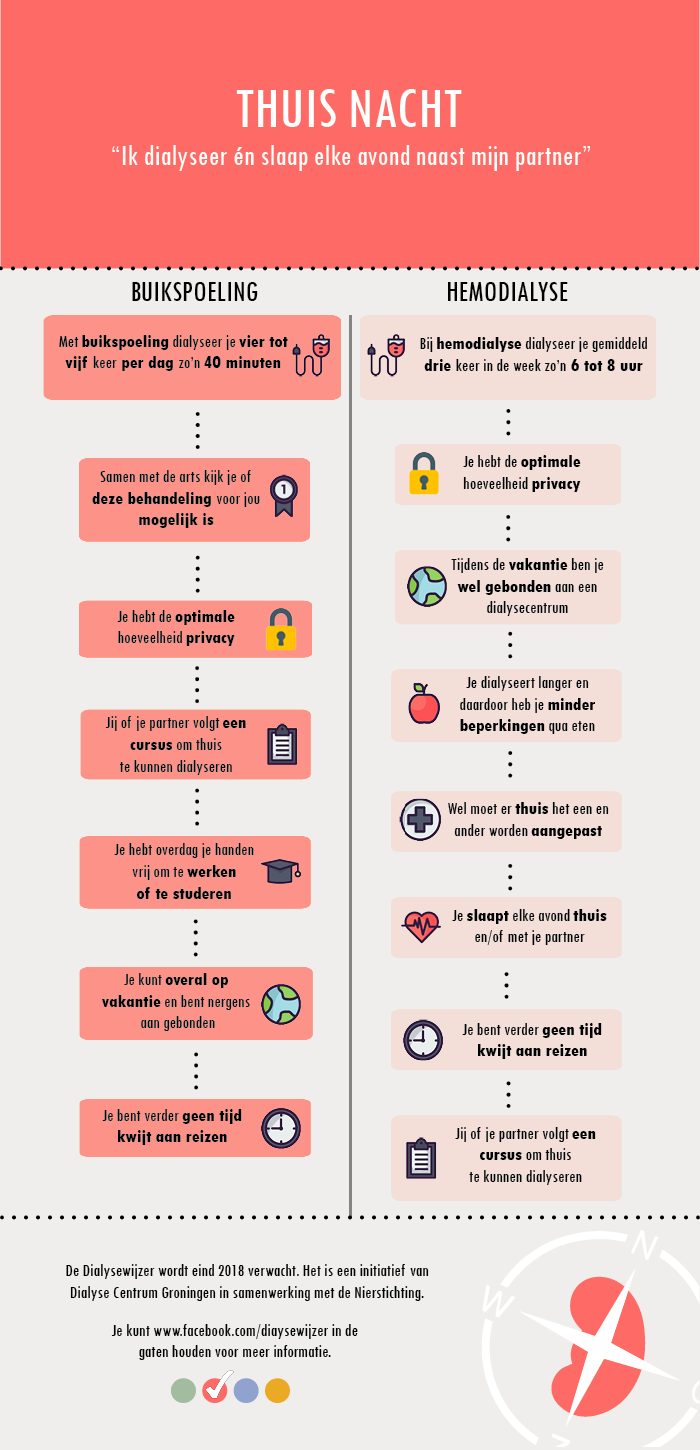 THUIS NACHT
“Ik dialyseer én slaap elke avond naast mijn partner”
BUIKSPOELING
Met buikspoeling dialyseer je vier tot
vijf keer per dag zo'n 40 minuten
Samen met de arts kijk je of
deze behandeling voor jou
mogelijk is
1
Je hebt de optimale
hoeveelheid privacy
Jij of je partner volgt een
cursus om thuis
te kunnen dialyseren
Je hebt overdag je handen
vrij om te werken
of te studeren
Je kunt overal op
vakantie en bent nergens
aan gebonden
Je bent verder geen tijd
kwijt aan reizen
HEMODIALYSE
Bij hemodialyse dialyseer je gemiddeld
drie keer in de week zo'n 6 tot 8 uur
Je hebt de optimale
hoeveelheid privacy
Tijdens de vakantie ben je
wel gebonden aan een
dialysecentrum
Je dialyseert langer en
daardoor heb je minder
beperkingen qua eten
Wel moet er thuis het een en
ander worden aangepast
Je slaapt elke avond thuis
en/of met je partner
Je bent verder geen tijd
kwijt aan reizen
Jij of je partner volgt een
cursus om thuis
te kunnen dialyseren
De Dialysewijzer wordt eind 2018 verwacht. Het is een initiatief van
Dialyse Centrum Groningen in samenwerking met de Nierstichting.
Je kunt www.facebook.com/diaysewijzer in de
gaten houden voor meer informatie.
N
W
O
Z